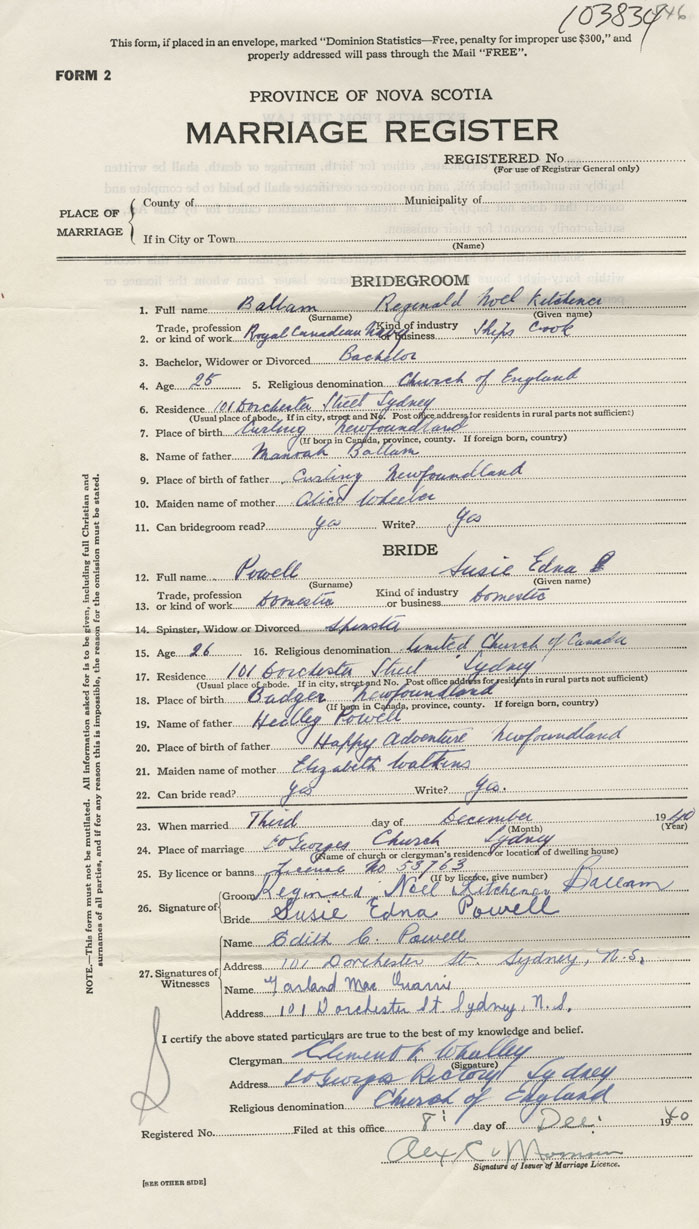 103834
846
This form, if placed in an envelope, marked "Dominion Statistics—Free, penalty for improper use $300," and
properly addressed will pass through the Mail "FREE".
FORM 2
PROVINCE OF NOVA SCOTIA
MARRIAGE REGISTER
REGISTERED No.
(For use of Registrar General only)
PLACE OF MARRIAGE
County of Municipality of
If in City or Town
(Name)
BRIDEGROOM
1. Full name Ballam Reginald Noel Kitchener
(Surname) (Given name)
2. Trade, profession or kind of work Royal Canadian Navy Kind of industry or business Ships Cook
3. Bachelor, Widower or Divorced Bachelor
4. Age 25 5. Religious denomination Church of England
6. Residence 101 Dorchester Street Sydney
(Usual place of abode. If in city, street and No. Post office address for residents in rural parts not sufficient)
7. Place of birth Curling Newfoundland
(If born in Canada, province, county. If foreign born, country)
8. Name of father Manoah Ballam
9. Place of birth of father Curling Newfoundland
10. Maiden name of mother Alice Wheeler
11. Can bridegroom read? yes Write? Yes
BRIDE
12. Full name Powell Susie Edna
(Surname) (Given name)
13. Trade, profession or kind of work Domestic Kind of industry or business Domestic
14. Spinster, Widow or Divorced Spinster
15. Age 26 16. Religious denomination United Church of Canada
17. Residence 101 Dorchester Street Sydney
(Usual place of abode. If in city, street and No. Post office address for residents in rural parts not sufficient)
18. Place of birth Badger Newfoundland
(If born in Canada, province, county. If foreign born, country)
19. Name of father Hedley Powell
20. Place of birth of father Happy Adventure Newfoundland
21. Maiden name of mother Elizabeth Watkins
22. Can bride read? Yes Write? Yes.
23. When married Third day of December 1940
(Month) (Year)
24. Place of marriage St Georges Church Sydney
(Name of church or clergyman's residence or location of dwelling house)
25. By licence or banns License No 53763
(If by licence, give number)
26. Signature of Groom Reginald Noel Kitchener Ballam
Bride Susie Edna Powell
27. Signatures of Witnesses
Name Edith C. Powell
Address 101 Dorchester St. Sydney, N.S.
Name Garland Mac Quarrie
Address 101 Dorchester St. Sydney, N.S.
I certify the above stated particulars are true to the best of my knowledge and belief.
Clergyman Clement Whalley
(Signature)
Address St Georges Rectory Sydney
Religious denomination Church of England
Registered No. Filed at this office 8 day of Dec. 1940
Alex C.
Signature of Issuer of Marriage Licence.
[SEE OTHER SIDE]
NOTE.—This form must not be mutilated. All information asked for is to be given, including full Christian and
surnames of all parties, and if for any reason this is impossible, the reason for the omission must be stated.